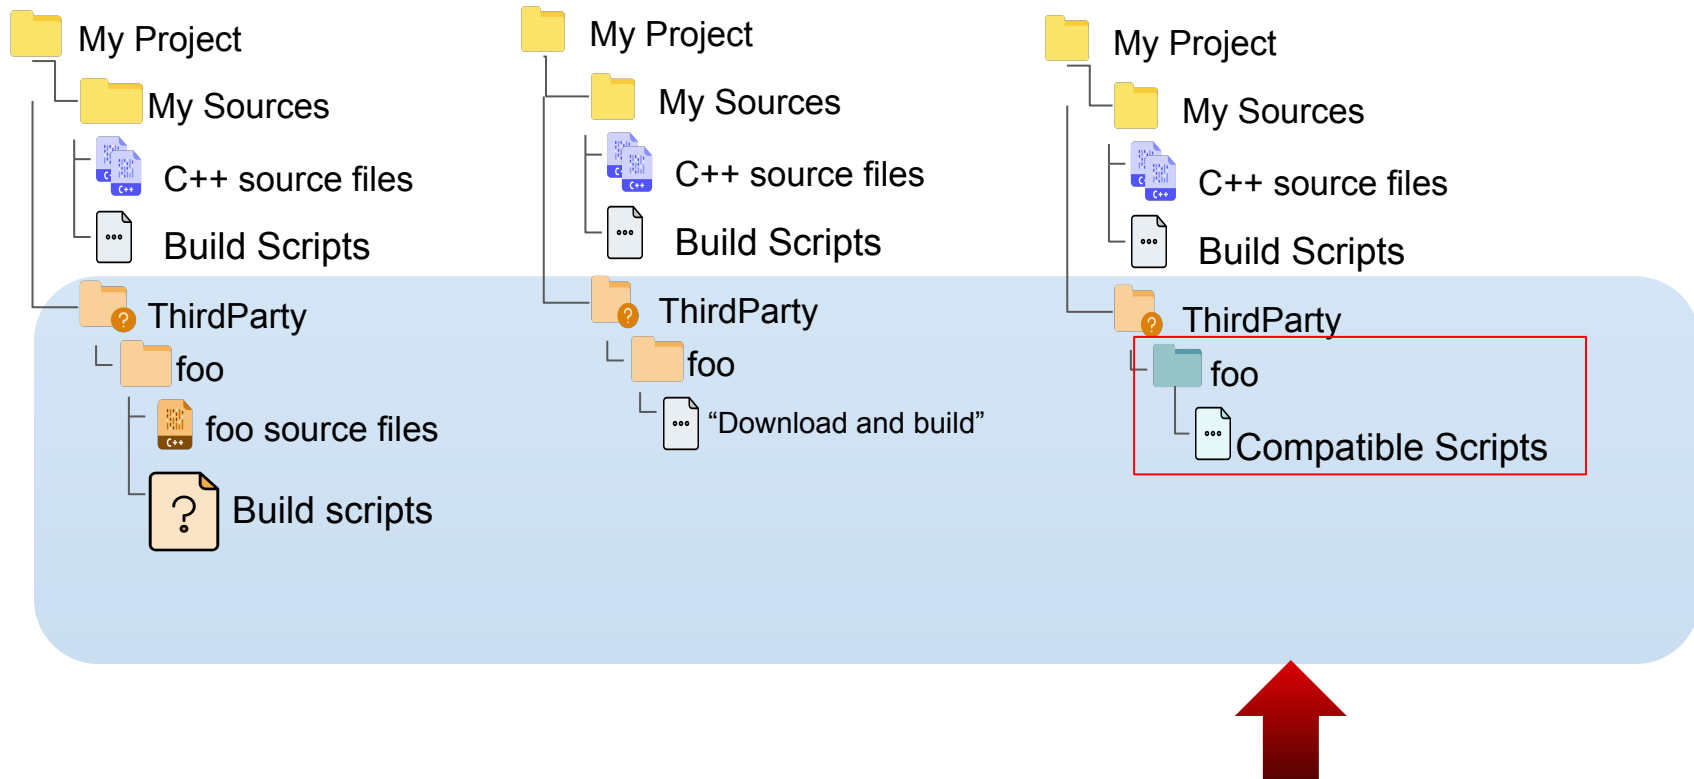 My Project
My Sources
C++ source files
C++
C++
Build Scripts
ThirdParty
?
foo
foo source files
C++
Build scripts
?
My Project
My Sources
C++ source files
C++
C++
Build Scripts
ThirdParty
?
foo
“Download and build”
My Project
My Sources
C++ source files
C++
C++
Build Scripts
ThirdParty
?
foo
Compatible Scripts